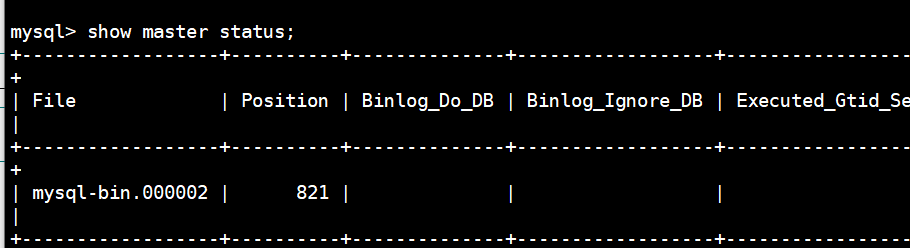 mysql> show master status;
+------------------+----------+--------------+------------------+-----------------
+
| File             | Position | Binlog_Do_DB | Binlog_Ignore_DB | Executed_Gtid_Se
|
+------------------+----------+--------------+------------------+-----------------
+
| mysql-bin.000002 |      821 |              |                  |
|
+------------------+----------+--------------+------------------+-----------------